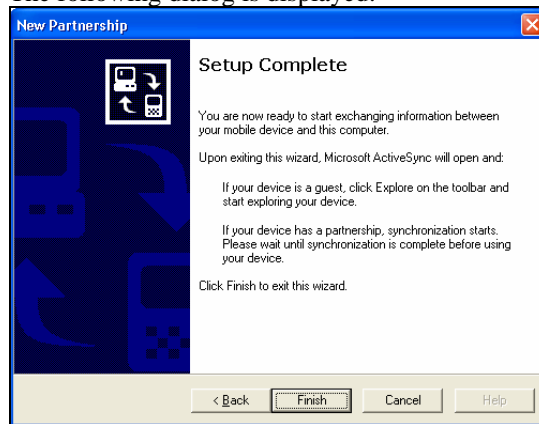 The following dialog is displayed:
New Partnership
Setup Complete
You are now ready to start exchanging information between
your mobile device and this computer.
Upon exiting this wizard, Microsoft ActiveSync will open and:
If your device is a guest, click Explore on the toolbar and
start exploring your device.
If your device has a partnership, synchronization starts.
Please wait until synchronization is complete before using
your device.
Click Finish to exit this wizard.
< Back Finish Cancel Help